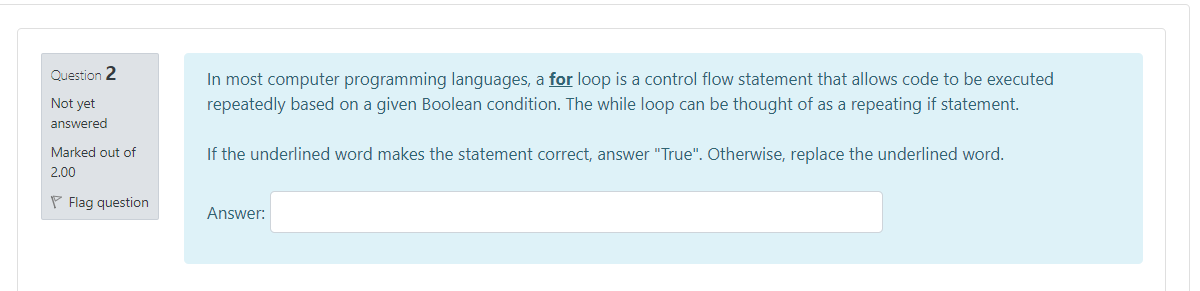 Question 2
Not yet
answered
Marked out of
2.00
Flag question
In most computer programming languages, a for loop is a control flow statement that allows code to be executed
repeatedly based on a given Boolean condition. The while loop can be thought of as a repeating if statement.
If the underlined word makes the statement correct, answer "True". Otherwise, replace the underlined word.
Answer: